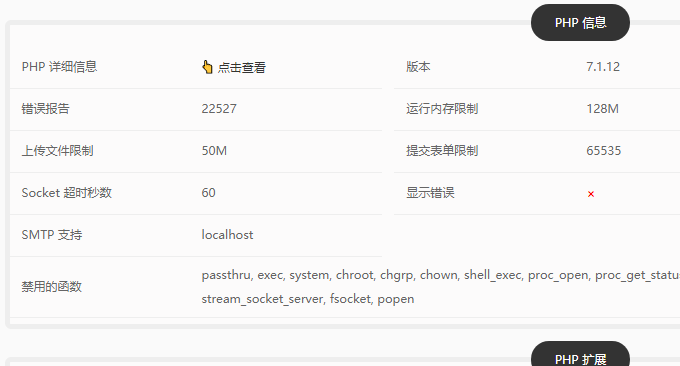 PHP 信息
PHP 详细信息 👆 点击查看 版本 7.1.12
错误报告 22527 运行内存限制 128M
上传文件限制 50M 提交表单限制 65535
Socket 超时秒数 60 显示错误 ×
SMTP 支持 localhost
禁用的函数 passthru, exec, system, chroot, chgrp, chown, shell_exec, proc_open, proc_get_status
stream_socket_server, fsocket, popen
PHP 扩展